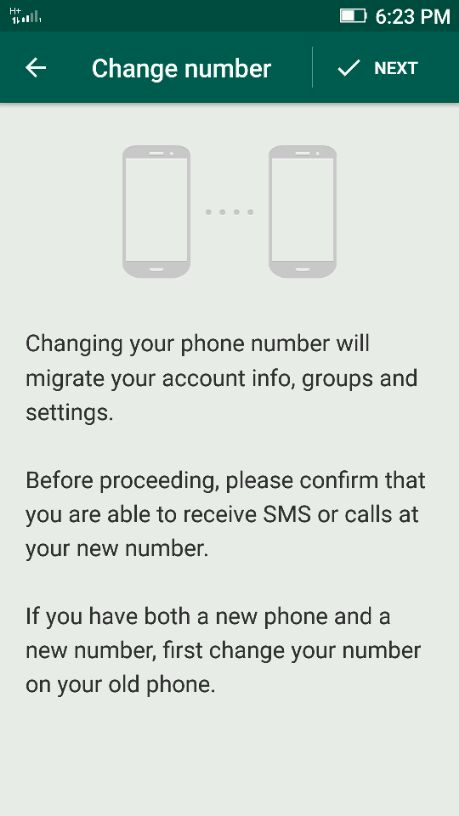 H+
6:23 PM
Change number
NEXT
Changing your phone number will
migrate your account info, groups and
settings.
Before proceeding, please confirm that
you are able to receive SMS or calls at
your new number.
If you have both a new phone and a
new number, first change your number
on your old phone.